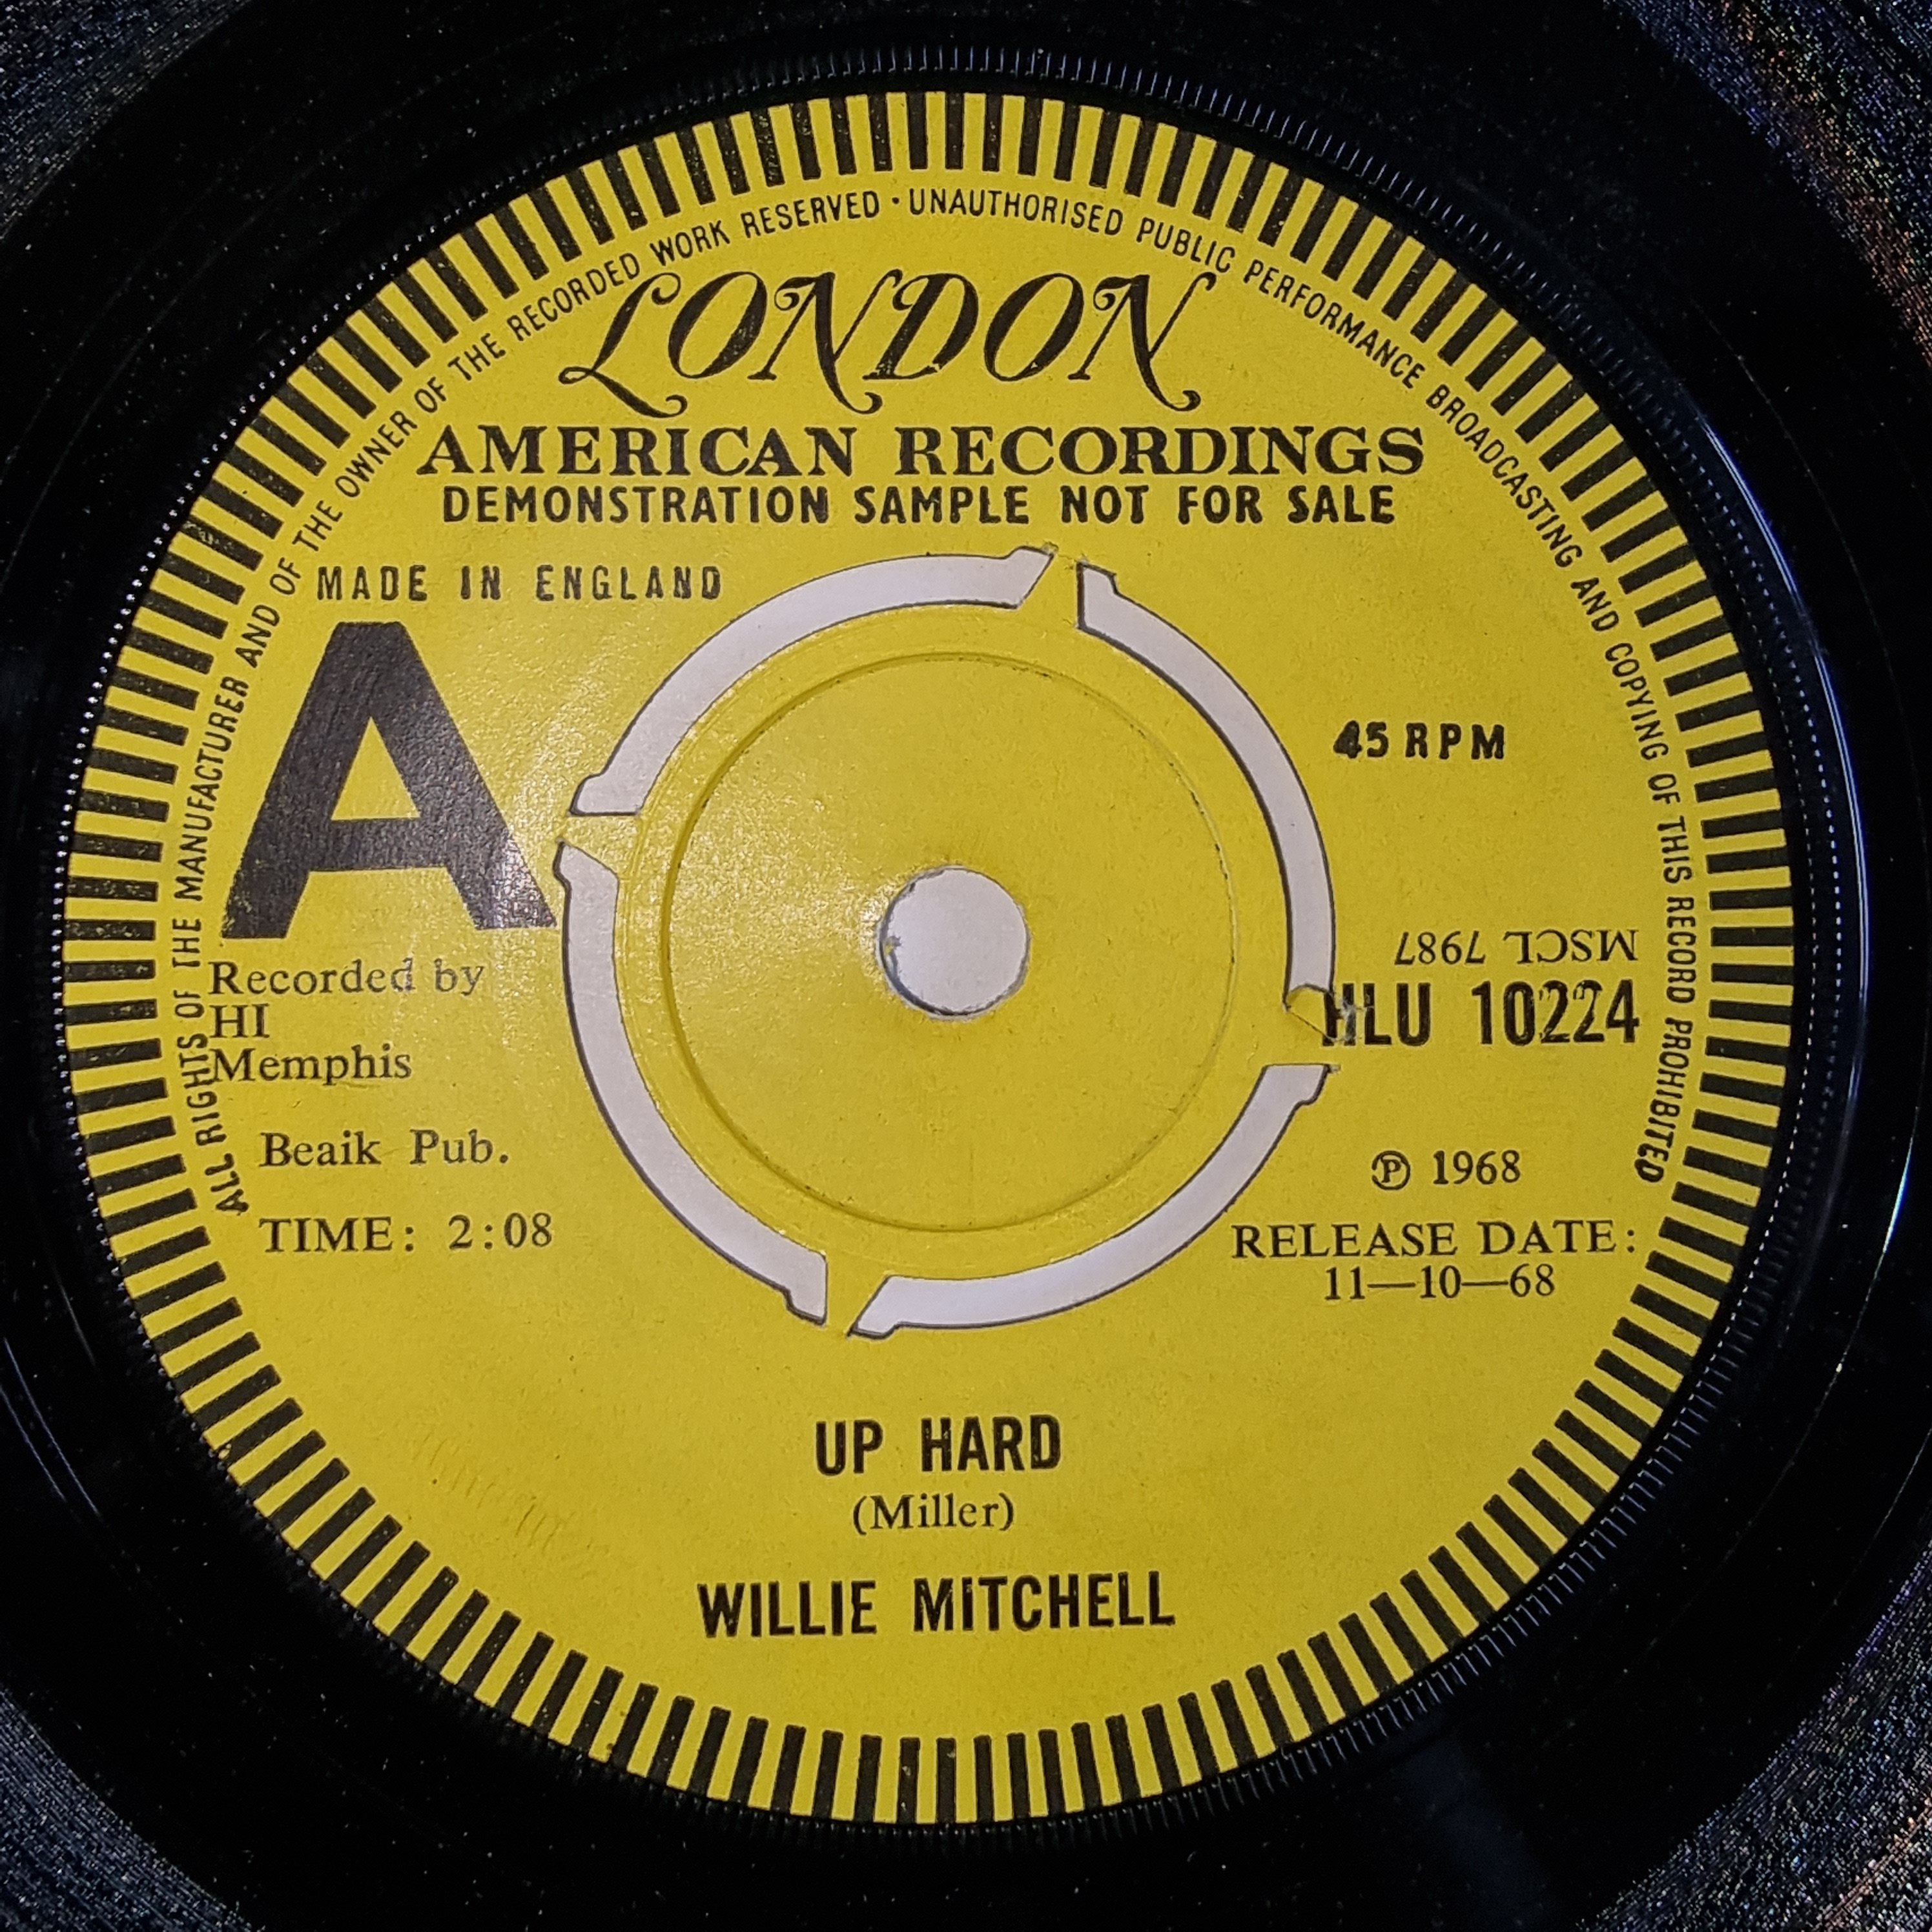 ALL RIGHTS OF THE MANUFACTURER AND OF THE OWNER OF THE RECORDED WORK RESERVED · UNAUTHORISED PUBLIC PERFORMANCE BROADCASTING AND COPYING OF THIS RECORD PROHIBITED
LONDON
AMERICAN RECORDINGS
DEMONSTRATION SAMPLE NOT FOR SALE
MADE IN ENGLAND
A
45 RPM
Recorded by
HI
Memphis
MSCL 7987
HLU 10224
Beaik Pub.
TIME: 2:08
℗ 1968
RELEASE DATE:
11—10—68
UP HARD
(Miller)
WILLIE MITCHELL